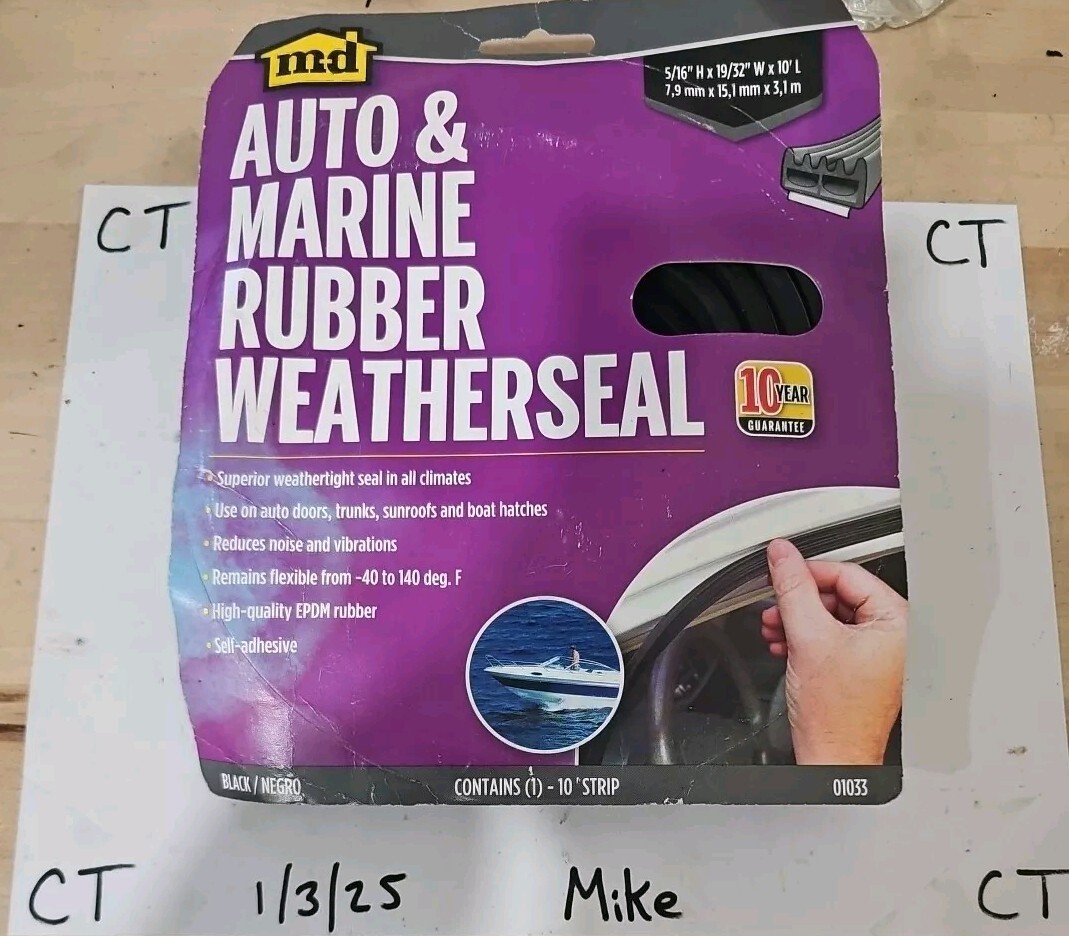 md
5/16" H x 19/32" W x 10' L
7,9 mm x 15,1 mm x 3,1 m
AUTO &
MARINE
RUBBER
WEATHERSEAL
10 YEAR
GUARANTEE
• Superior weathertight seal in all climates
• Use on auto doors, trunks, sunroofs and boat hatches
• Reduces noise and vibrations
• Remains flexible from -40 to 140 deg. F
• High-quality EPDM rubber
• Self-adhesive
BLACK / NEGRO CONTAINS (1) - 10' STRIP 01033
CT CT
CT 1/3/25 Mike CT